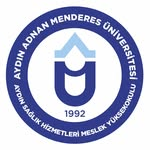 AYDIN ADNAN MENDERES ÜNİVERSİTESİ
1992
AYDIN SAĞLIK HİZMETLERİ MESLEK YÜKSEKOKULU